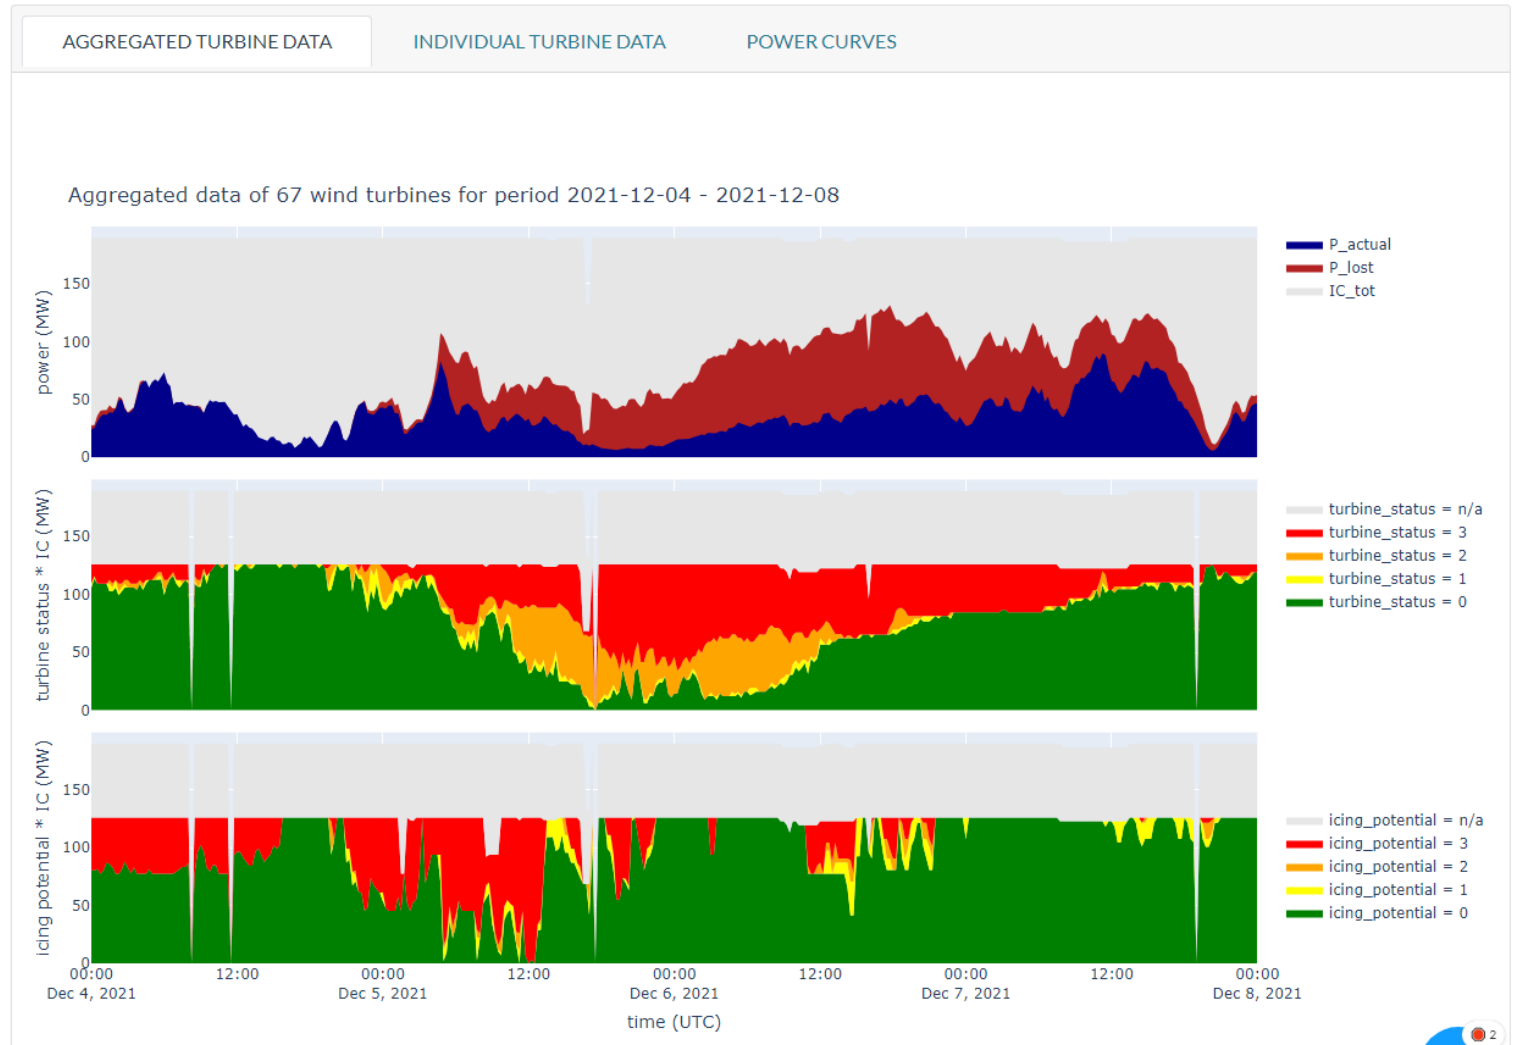 AGGREGATED TURBINE DATA INDIVIDUAL TURBINE DATA POWER CURVES
Aggregated data of 67 wind turbines for period 2021-12-04 - 2021-12-08
power (MW)
150
100
50
0
P_actual
P_lost
IC_tot
turbine status * IC (MW)
150
100
50
0
turbine_status = n/a
turbine_status = 3
turbine_status = 2
turbine_status = 1
turbine_status = 0
icing potential * IC (MW)
150
100
50
0
icing_potential = n/a
icing_potential = 3
icing_potential = 2
icing_potential = 1
icing_potential = 0
00:00 12:00 00:00 12:00 00:00 12:00 00:00 12:00 00:00
Dec 4, 2021 Dec 5, 2021 Dec 6, 2021 Dec 7, 2021 Dec 8, 2021
time (UTC)
2